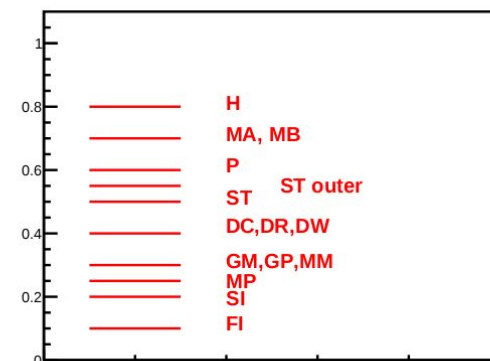 1
0.8
H
MA, MB
0.6
P
ST outer
ST
0.4
DC,DR,DW
GM,GP,MM
MP
0.2
SI
FI
0